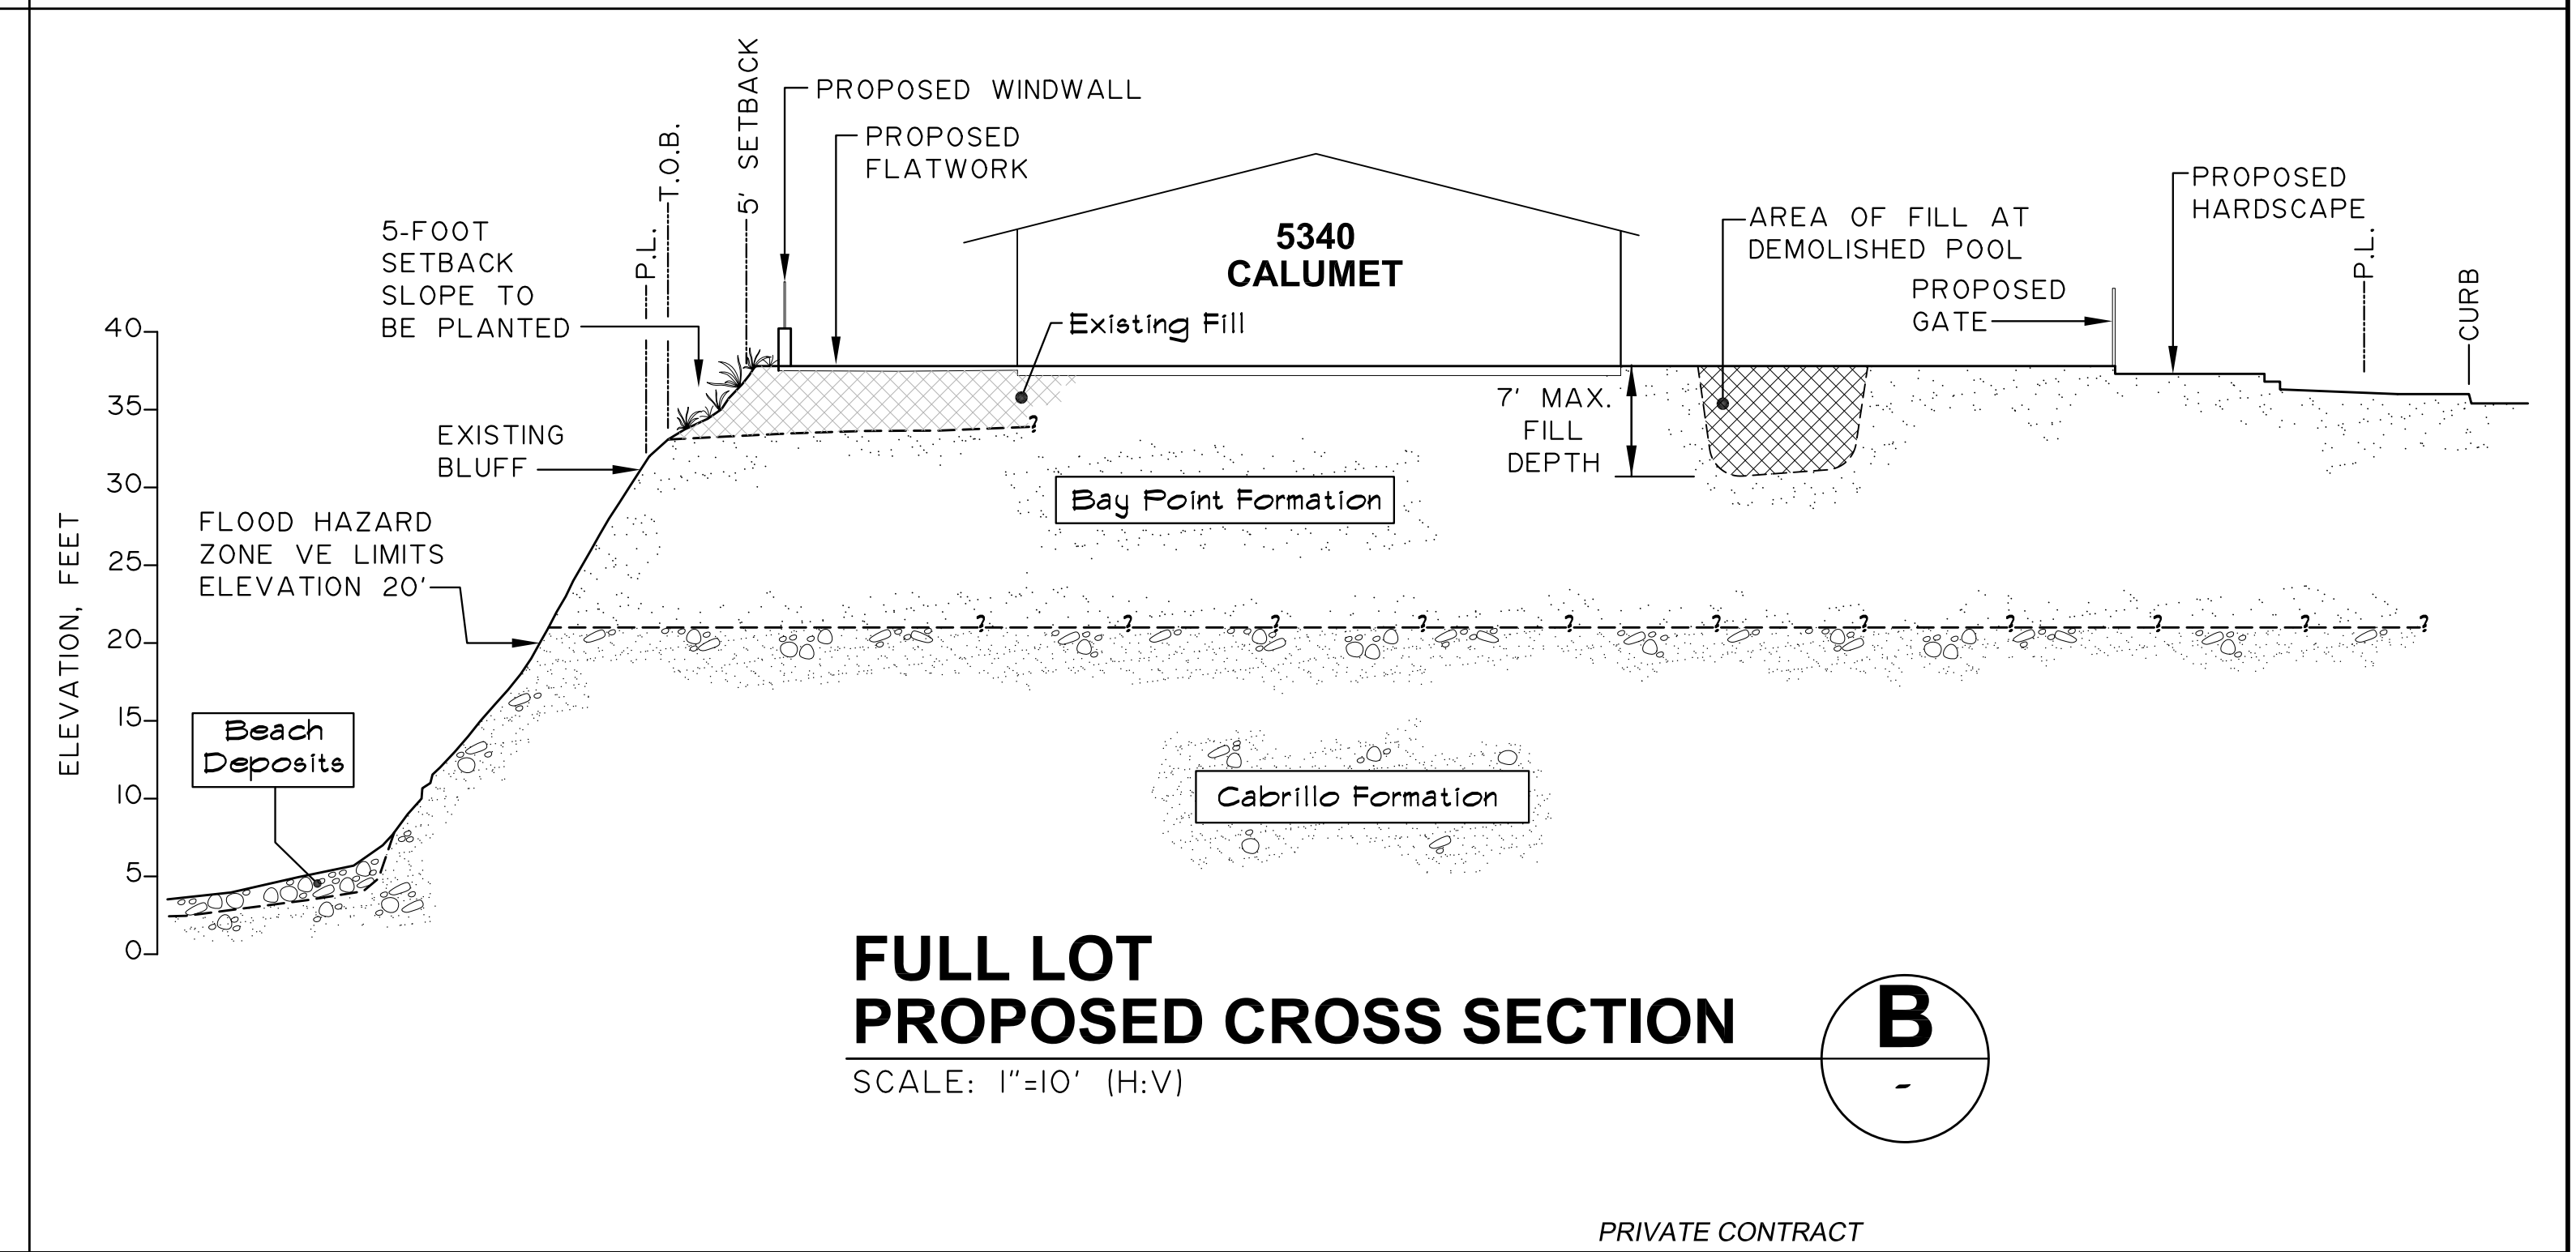 5' SETBACK
T.O.B.
P.L.
PROPOSED WINDWALL
PROPOSED
FLATWORK
5-FOOT
SETBACK
SLOPE TO
BE PLANTED
5340
CALUMET
Existing Fill
AREA OF FILL AT
DEMOLISHED POOL
PROPOSED
HARDSCAPE
PROPOSED
GATE
P.L.
CURB
7' MAX.
FILL
DEPTH
EXISTING
BLUFF
FLOOD HAZARD
ZONE VE LIMITS
ELEVATION 20'
ELEVATION, FEET
40
35
30
25
20
15
10
5
0
?
Bay Point Formation
? ? ? ? ? ? ? ? ? ? ?
Beach
Deposits
Cabrillo Formation
FULL LOT
PROPOSED CROSS SECTION
SCALE: 1"=10' (H:V)
B
-
PRIVATE CONTRACT